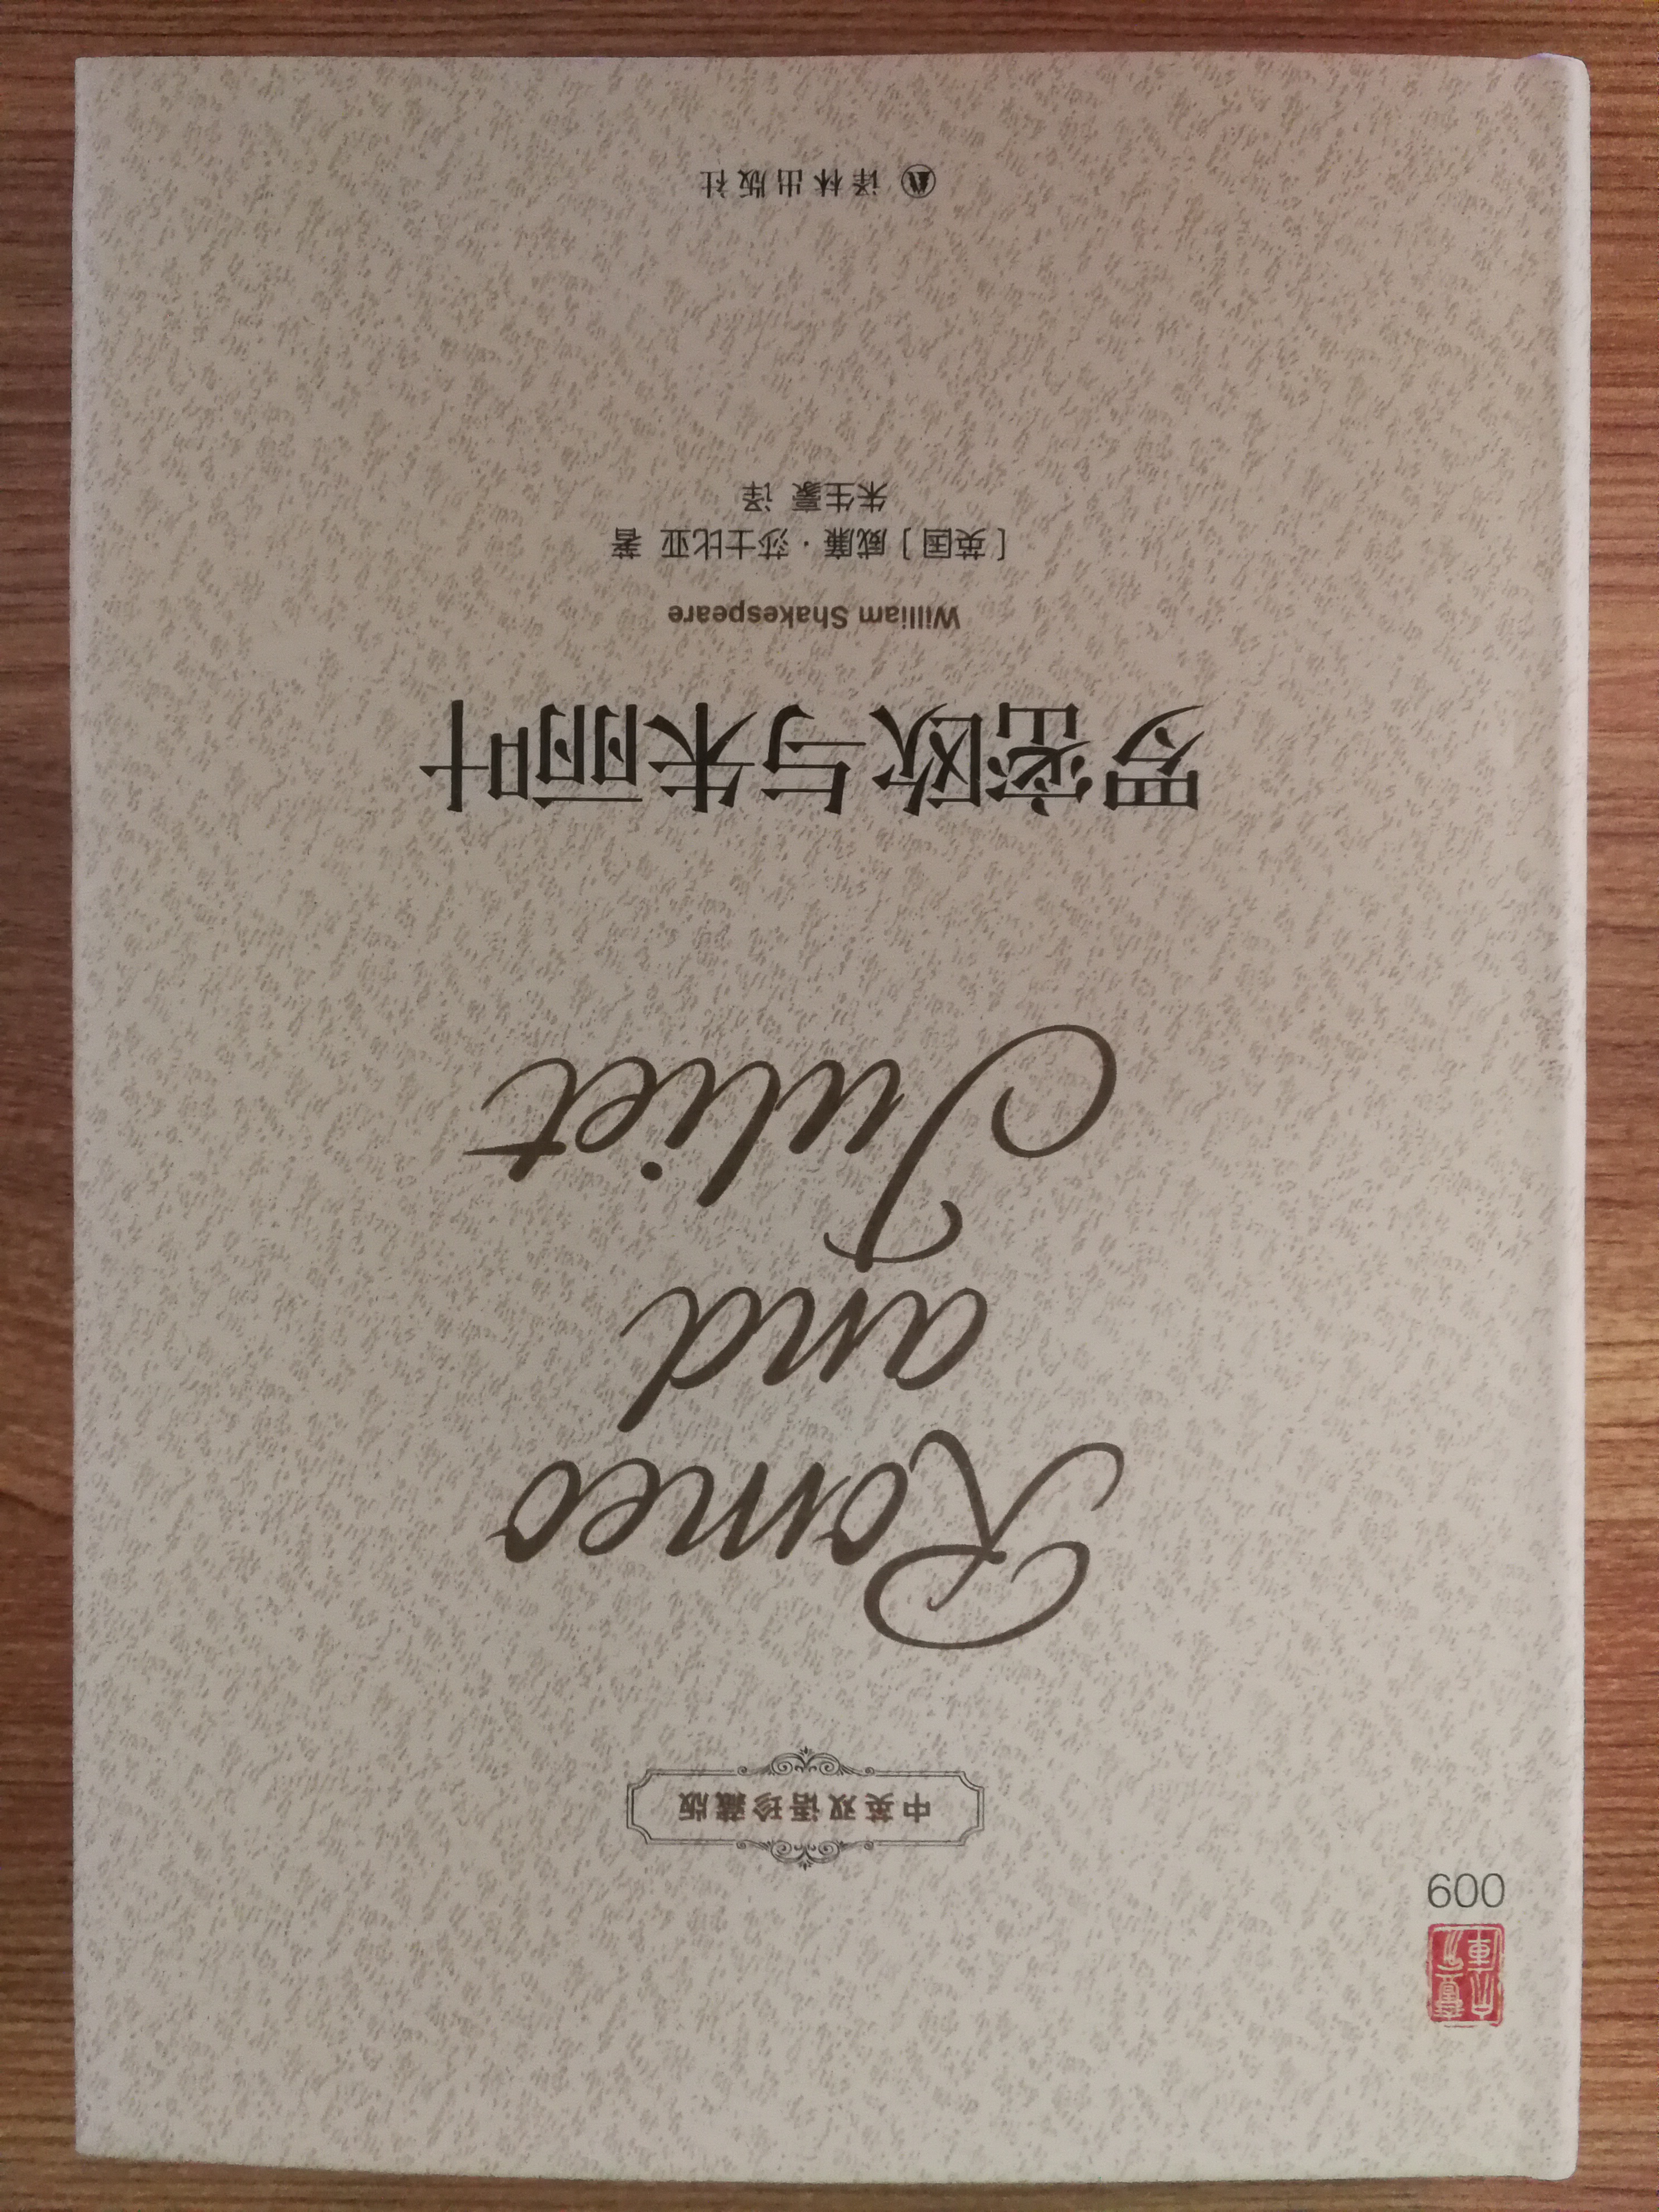 009
中英双语珍藏版
Romeo
and
Juliet
罗密欧与朱丽叶
William Shakespeare
［英国］威廉·莎士比亚 著
朱生豪 译
译林出版社